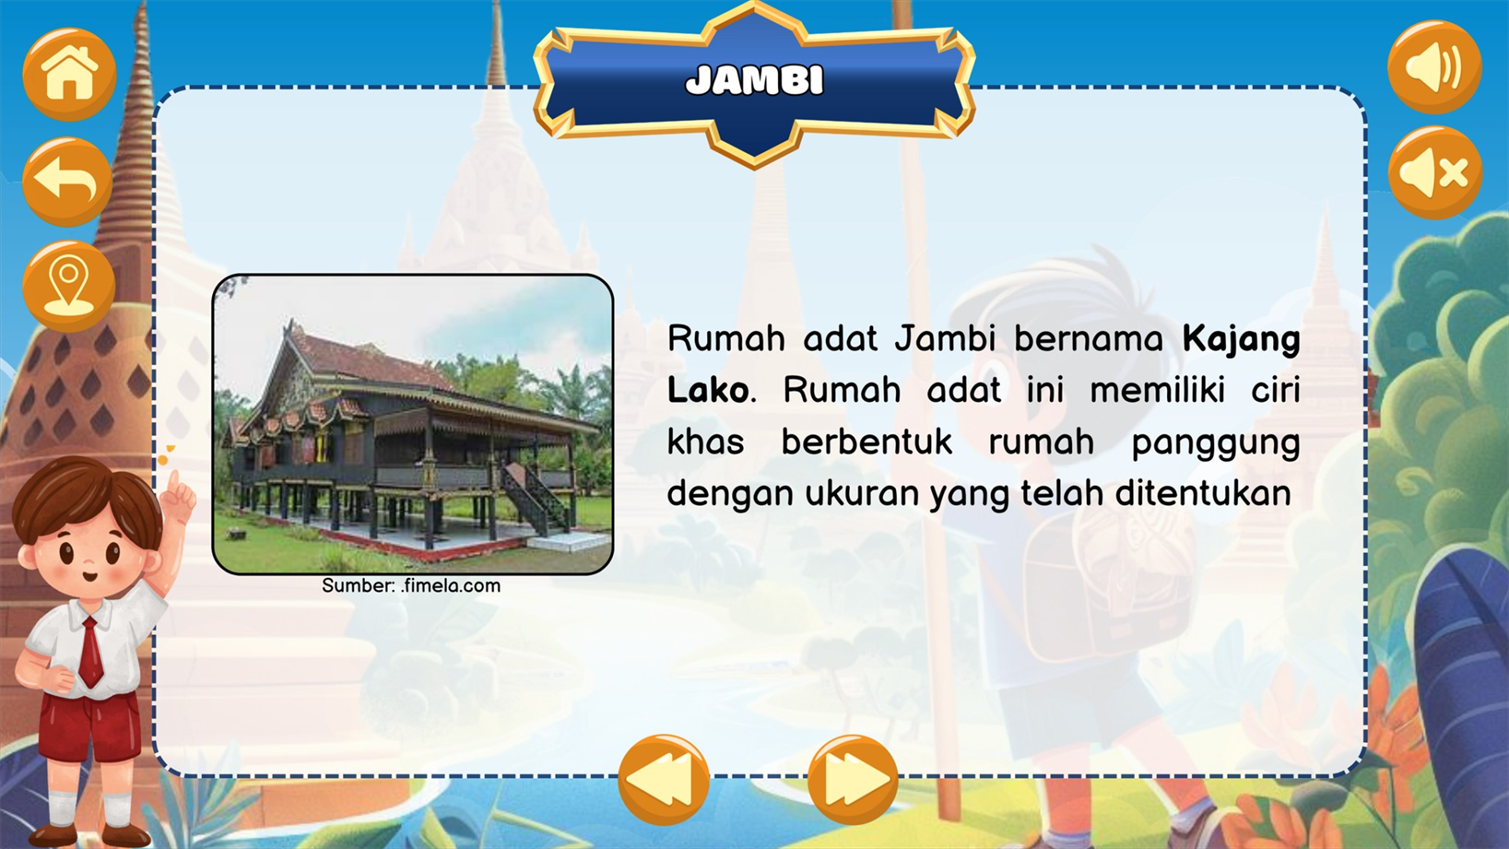 JAMBI
Rumah adat Jambi bernama Kajang
Lako. Rumah adat ini memiliki ciri
khas berbentuk rumah panggung
dengan ukuran yang telah ditentukan
Sumber: .fimela.com